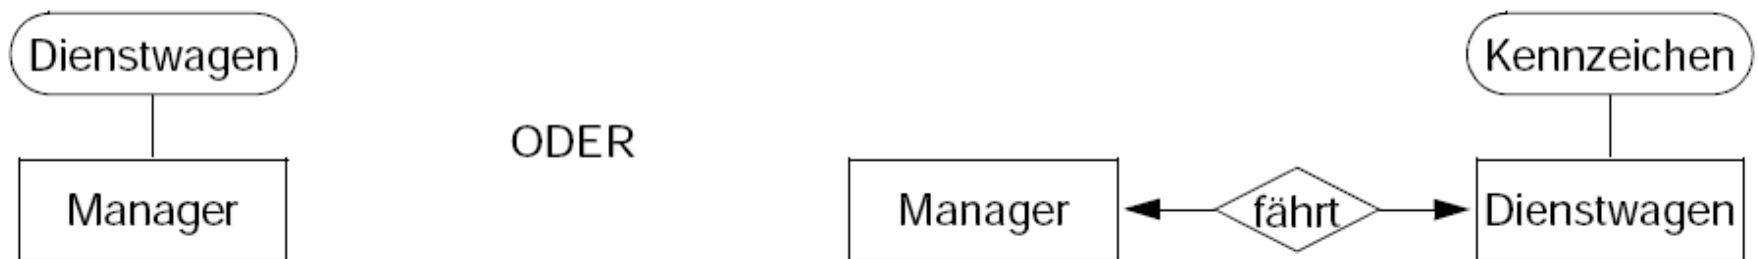 Dienstwagen
Kennzeichen
ODER
Manager
Manager
fährt
Dienstwagen